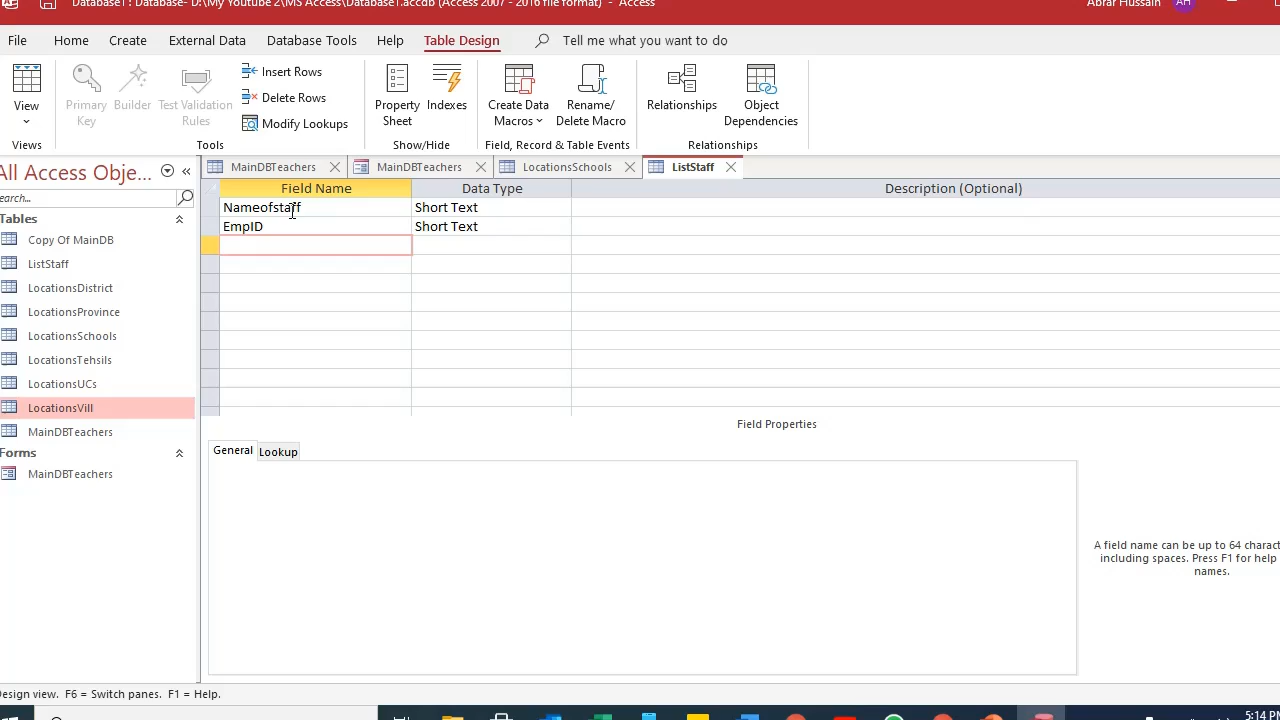 Database1 : Database- D:\My Youtube 2\MS Access\Database1.accdb (Access 2007 - 2016 file format) - Access
Abrar Hussain AH
File Home Create External Data Database Tools Help Table Design Tell me what you want to do
View
Primary Key
Builder
Test Validation Rules
Insert Rows
Delete Rows
Modify Lookups
Property Sheet
Indexes
Create Data Macros
Rename/ Delete Macro
Relationships
Object Dependencies
Views Tools Show/Hide Field, Record & Table Events Relationships
All Access Obje...
earch...
Tables
Copy Of MainDB
ListStaff
LocationsDistrict
LocationsProvince
LocationsSchools
LocationsTehsils
LocationsUCs
LocationsVill
MainDBTeachers
Forms
MainDBTeachers
MainDBTeachers MainDBTeachers LocationsSchools ListStaff
Field Name Data Type Description (Optional)
Nameofstaff Short Text
EmpID Short Text
Field Properties
General Lookup
A field name can be up to 64 charact
including spaces. Press F1 for help
names.
Design view. F6 = Switch panes. F1 = Help.
5:14 PM